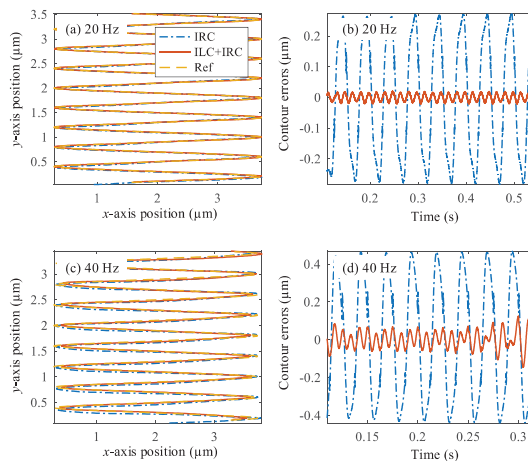 (a) 20 Hz
IRC
ILC+IRC
Ref
3.5
3
2.5
2
1.5
1
0.5
1
2
3
x-axis position (µm)
y-axis position (µm)
(b) 20 Hz
0.2
0.1
0
-0.1
-0.2
0.2
0.3
0.4
0.5
Time (s)
Contour errors (µm)
(c) 40 Hz
3
2.5
2
1.5
1
0.5
1
2
3
x-axis position (µm)
y-axis position (µm)
(d) 40 Hz
0.4
0.2
0
-0.2
-0.4
0.15
0.2
0.25
0.3
Time (s)
Contour errors (µm)